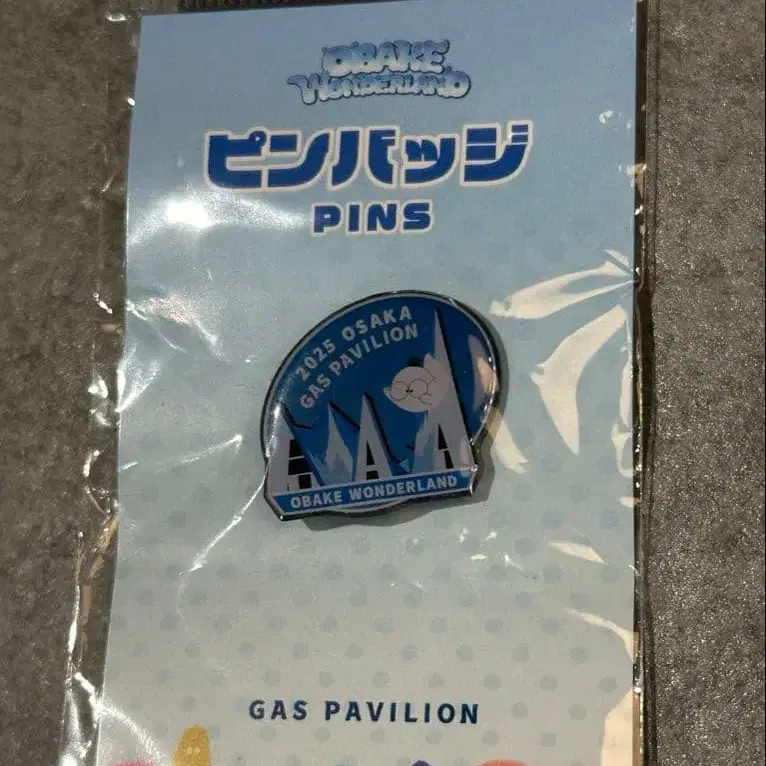 OBAKE
WONDERLAND
ピンバッジ
PINS
2025 OSAKA
GAS PAVILION
OBAKE WONDERLAND
GAS PAVILION